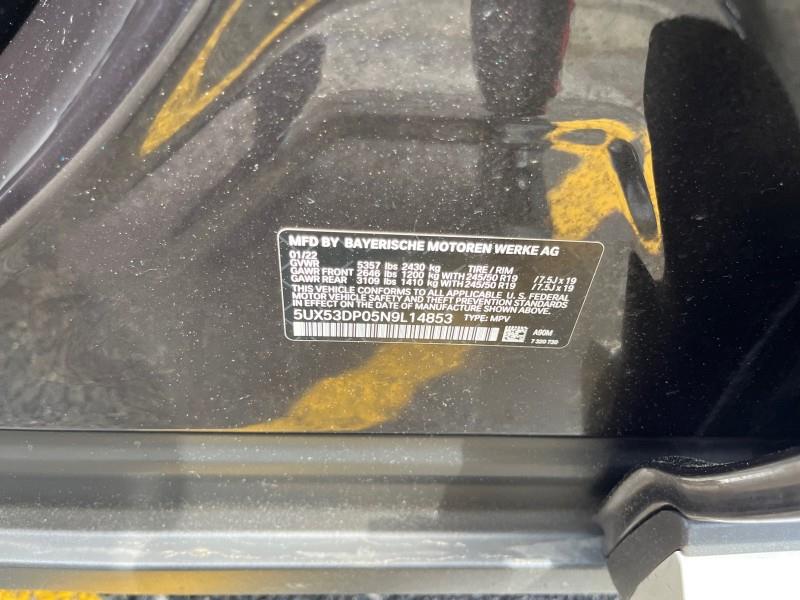 MFD BY BAYERISCHE MOTOREN WERKE AG
01/22
GVWR 5357 lbs 2430 kg TIRE / RIM
GAWR FRONT 2646 lbs 1200 kg WITH 245/50 R19 / 7.5J x 19
GAWR REAR 3109 lbs 1410 kg WITH 245/50 R19 / 7.5J x 19
THIS VEHICLE CONFORMS TO ALL APPLICABLE U. S. FEDERAL
MOTOR VEHICLE SAFETY AND THEFT PREVENTION STANDARDS
IN EFFECT ON THE DATE OF MANUFACTURE SHOWN ABOVE.
5UX53DP05N9L14853 TYPE: MPV
A90M
7 320 730